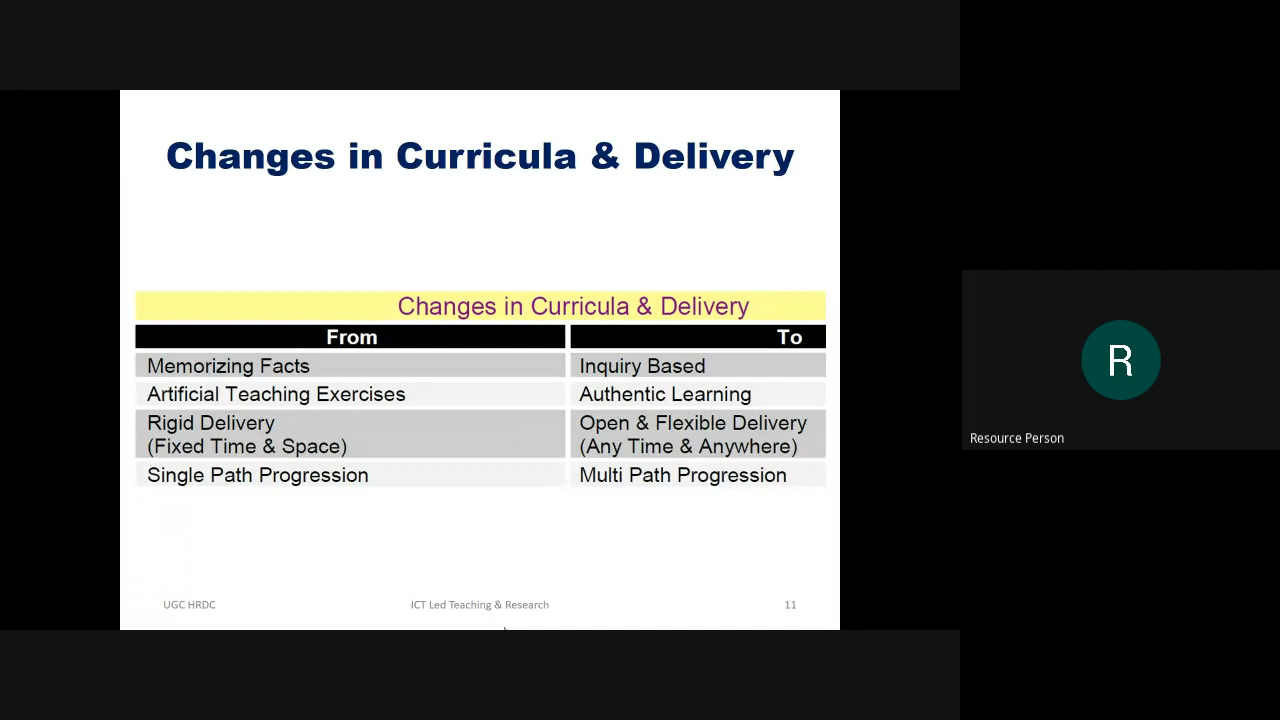 Changes in Curricula & Delivery
Changes in Curricula & Delivery
From To
Memorizing Facts Inquiry Based
Artificial Teaching Exercises Authentic Learning
Rigid Delivery Open & Flexible Delivery
(Fixed Time & Space) (Any Time & Anywhere)
Single Path Progression Multi Path Progression
UGC HRDC ICT Led Teaching & Research 11
R
Resource Person